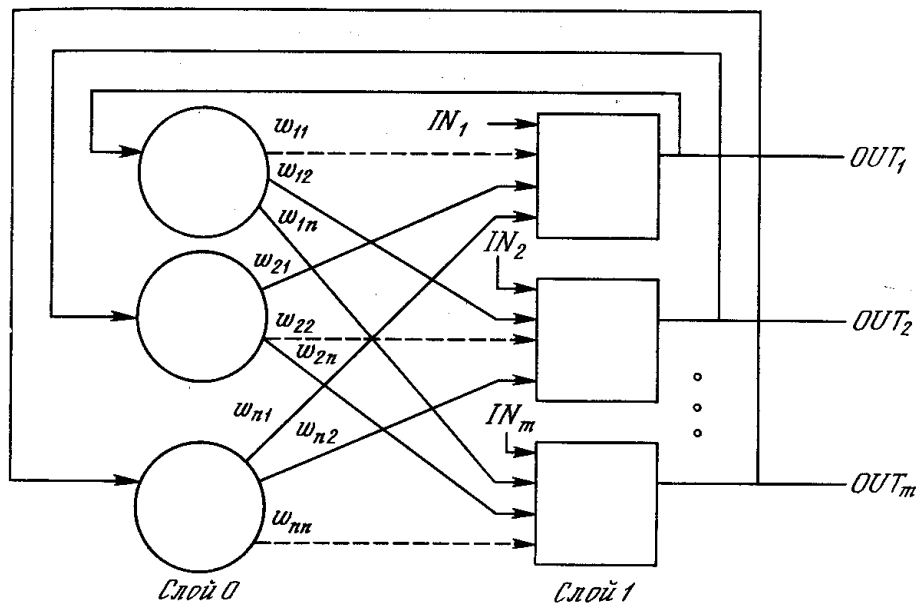 IN₁
w₁₁
OUT₁
w₁₂
w₁ₙ
IN₂
w₂₁
w₂₂
OUT₂
w₂ₙ
wₙ₁
INₘ
wₙ₂
OUTₘ
wₙₙ
Слой 0 Слой 1